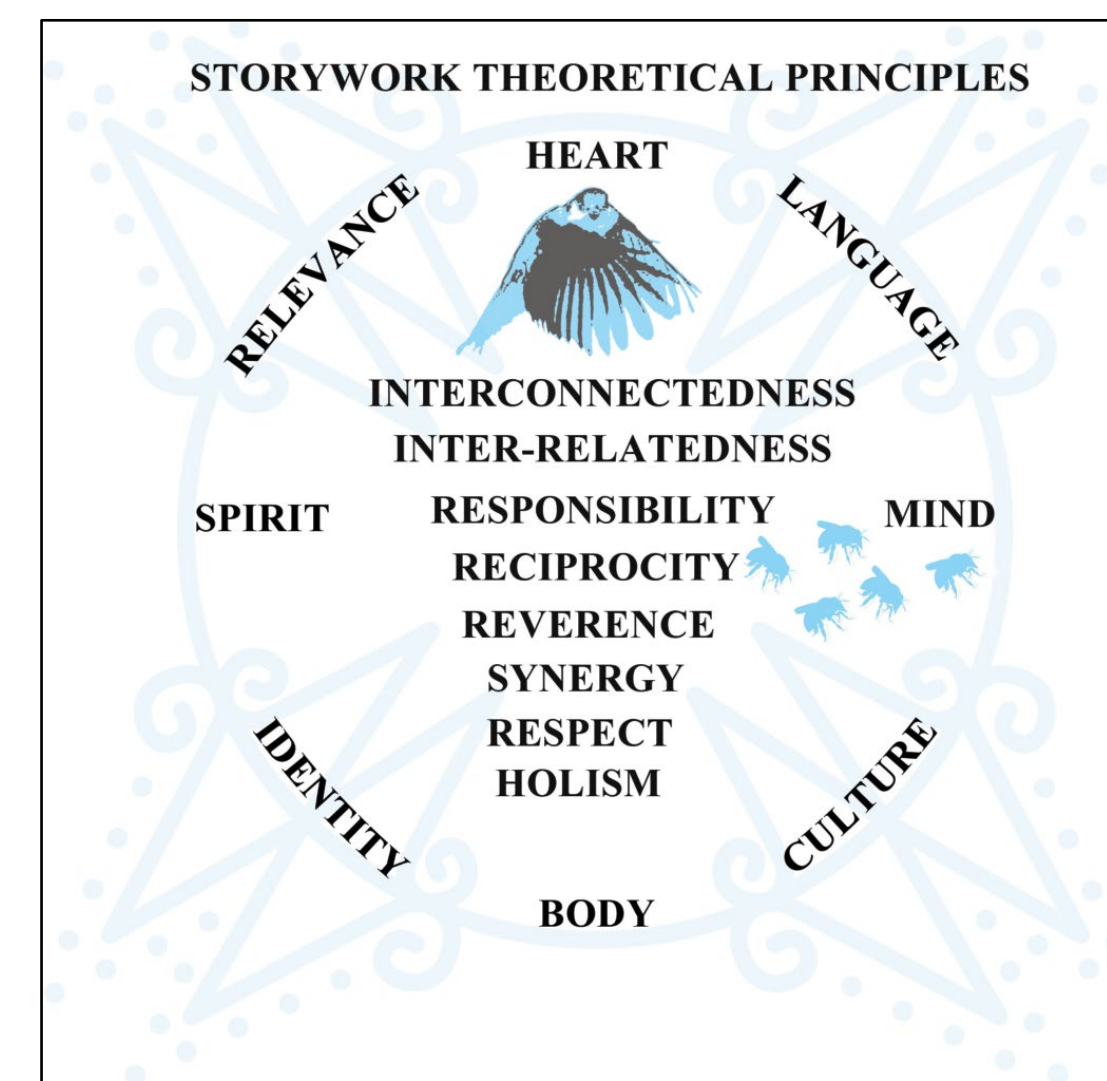 STORYWORK THEORETICAL PRINCIPLES
HEART
RELEVANCE
LANGUAGE
INTERCONNECTEDNESS
INTER-RELATEDNESS
SPIRIT
RESPONSIBILITY
MIND
RECIPROCITY
REVERENCE
SYNERGY
RESPECT
HOLISM
IDENTITY
CULTURE
BODY